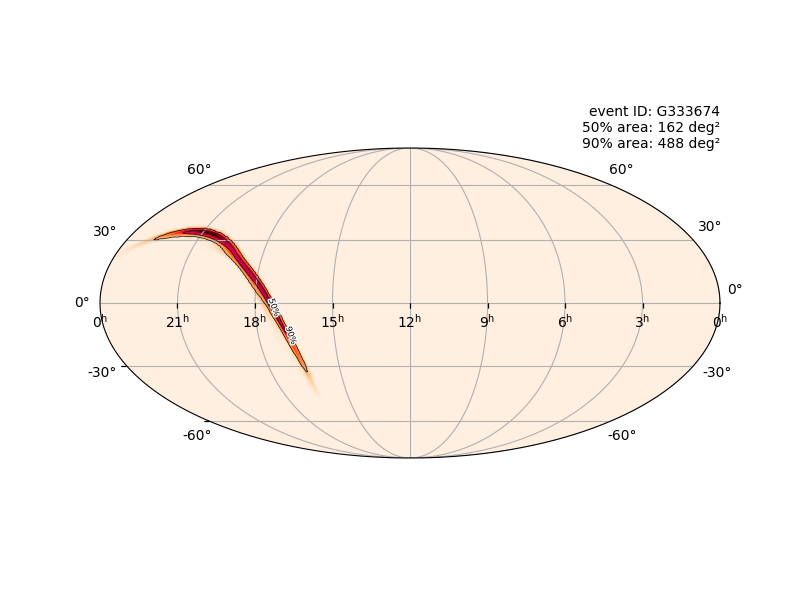 event ID: G333674
50% area: 162 deg²
90% area: 488 deg²
60° 60°
30° 30°
0° 0°
0ʰ 21ʰ 18ʰ 15ʰ 12ʰ 9ʰ 6ʰ 3ʰ 0ʰ
50%
90%
-30° -30°
-60° -60°